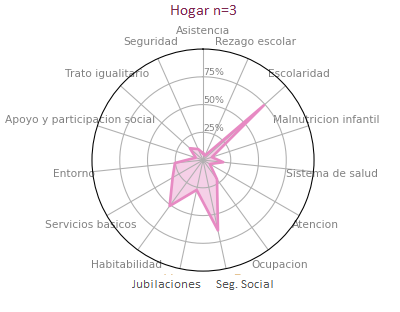 Hogar n=3
Asistencia
Seguridad
Rezago escolar
Trato igualitario
Escolaridad
75%
50%
Apoyo y participacion social
Malnutricion infantil
25%
Entorno
Sistema de salud
Servicios basicos
Atencion
Habitabilidad
Ocupacion
Jubilaciones
Seg. Social